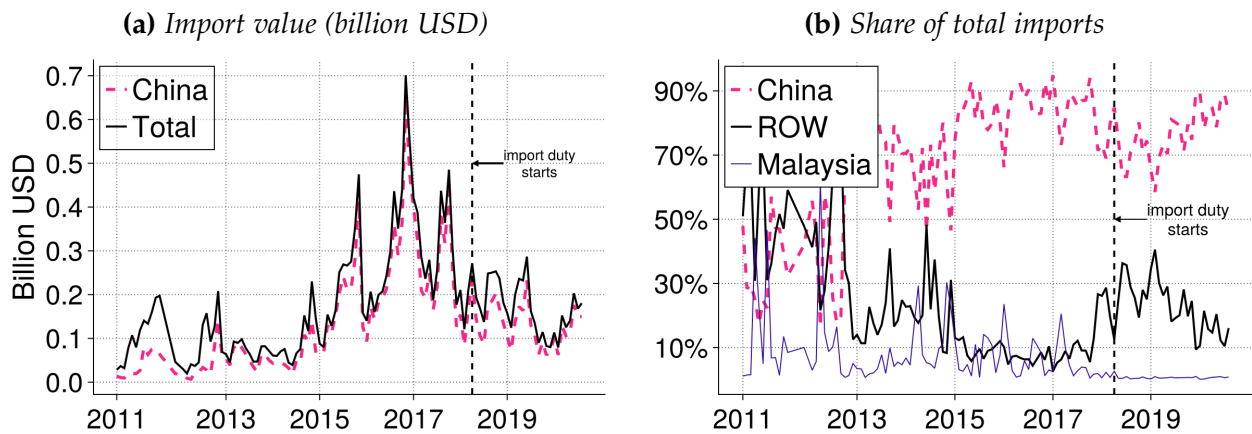 (a) Import value (billion USD)
0.7
0.6
0.5
0.4
0.3
0.2
0.1
0.0
Billion USD
China
Total
import duty
starts
2011
2013
2015
2017
2019
(b) Share of total imports
90%
70%
50%
30%
10%
China
ROW
Malaysia
import duty
starts
2011
2013
2015
2017
2019